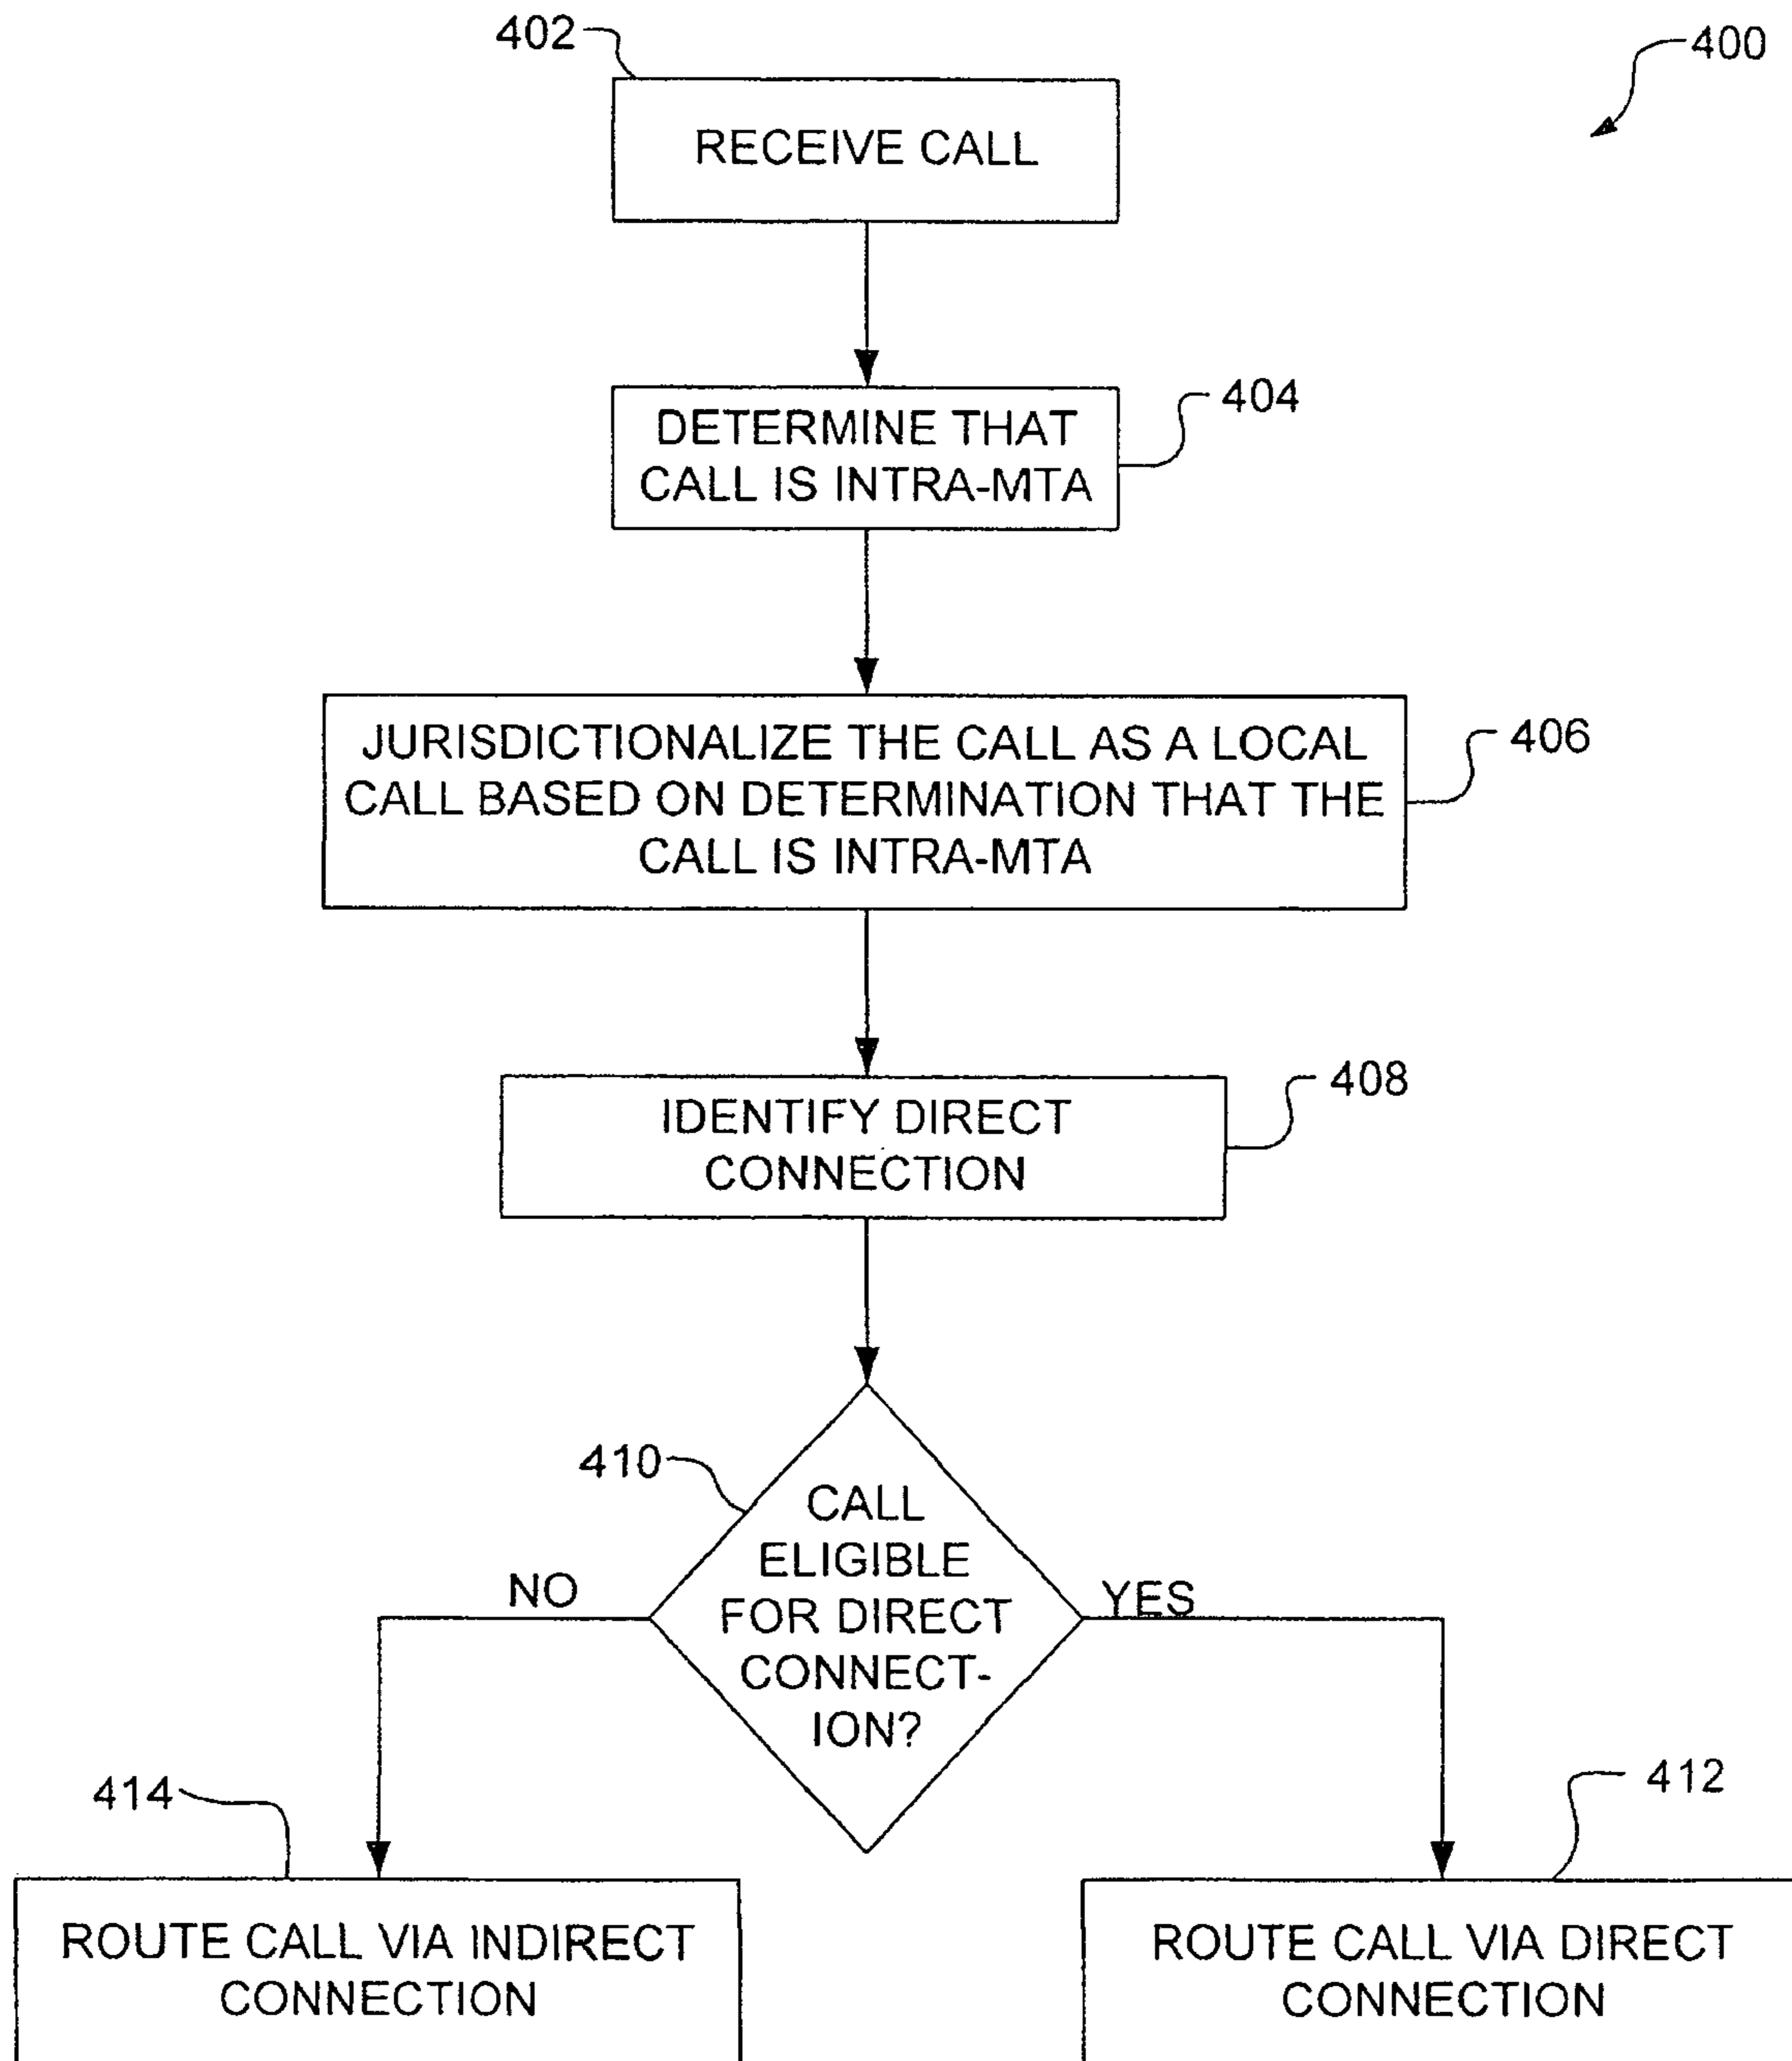 402
400
RECEIVE CALL
404
DETERMINE THAT
CALL IS INTRA-MTA
406
JURISDICTIONALIZE THE CALL AS A LOCAL
CALL BASED ON DETERMINATION THAT THE
CALL IS INTRA-MTA
408
IDENTIFY DIRECT
CONNECTION
410
CALL
ELIGIBLE
FOR DIRECT
CONNECT-
ION?
NO
YES
414
412
ROUTE CALL VIA INDIRECT
CONNECTION
ROUTE CALL VIA DIRECT
CONNECTION